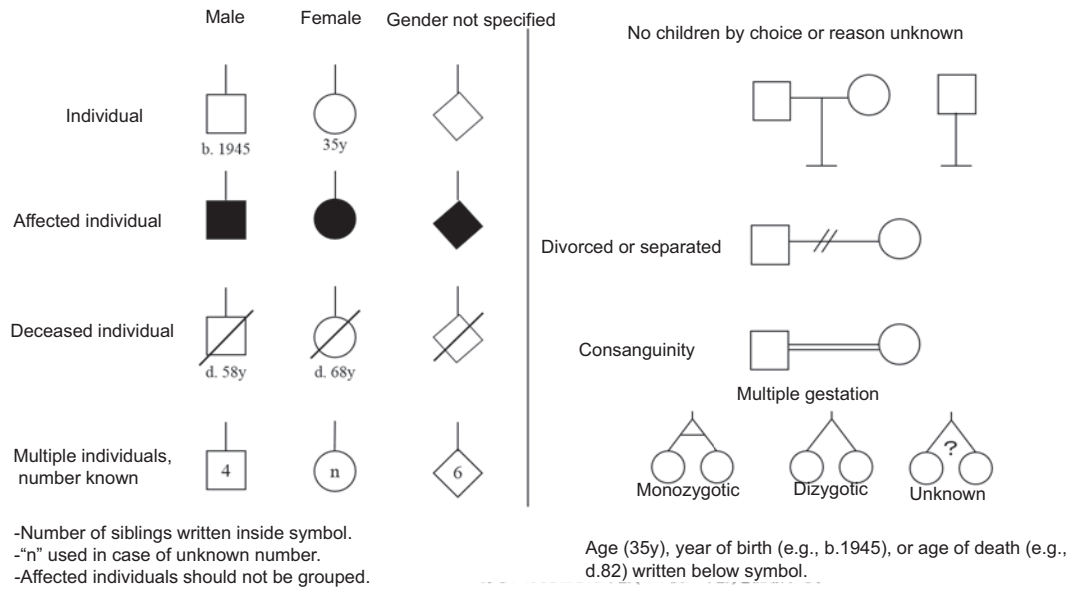 Male
Female
Gender not specified
Individual
b. 1945
35y
Affected individual
Deceased individual
d. 58y
d. 68y
Multiple individuals,
number known
4
n
6
-Number of siblings written inside symbol.
-“n” used in case of unknown number.
-Affected individuals should not be grouped.
No children by choice or reason unknown
Divorced or separated
Consanguinity
Multiple gestation
?
Monozygotic
Dizygotic
Unknown
Age (35y), year of birth (e.g., b.1945), or age of death (e.g.,
d.82) written below symbol.